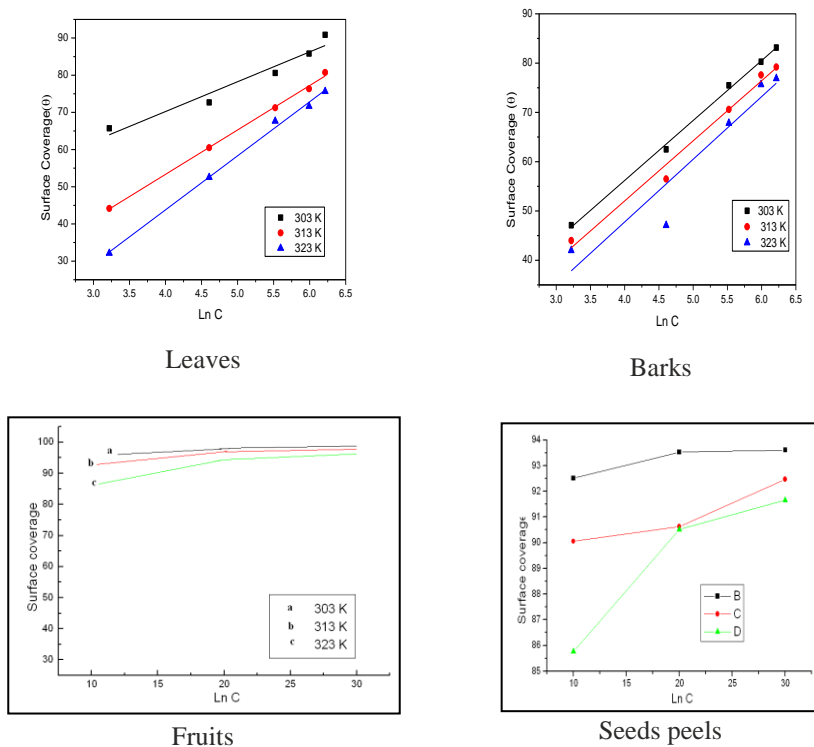 90
80
70
60
50
40
30
Surface Coverage(θ)
303 K
313 K
323 K
3.0 3.5 4.0 4.5 5.0 5.5 6.0 6.5
Ln C
Leaves
90
80
70
60
50
40
Surface Coverage (θ)
303 K
313 K
323 K
3.0 3.5 4.0 4.5 5.0 5.5 6.0 6.5
Ln C
Barks
100
90
80
70
60
50
40
30
Surface coverage
a
b
c
a 303 K
b 313 K
c 323 K
10 15 20 25 30
Ln C
Fruits
94
93
92
91
90
89
88
87
86
85
Surface coverage
B
C
D
10 20 30
Ln C
Seeds peels